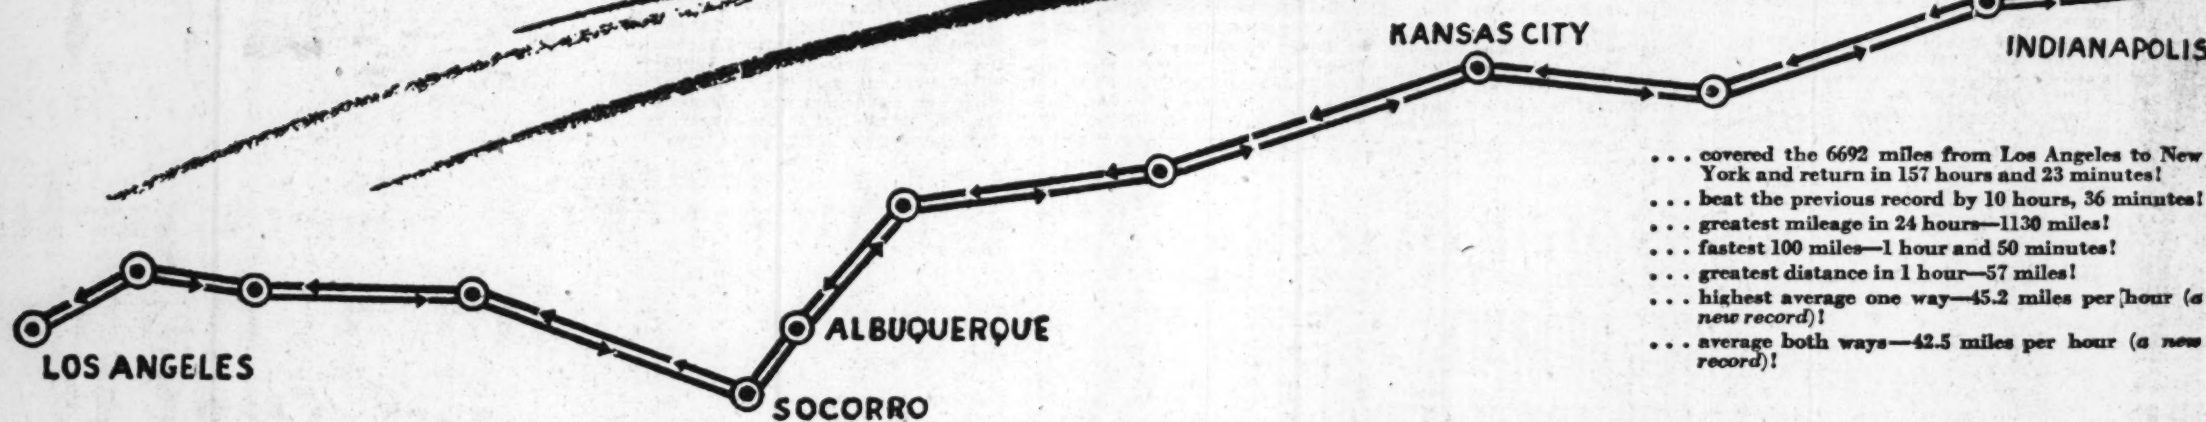 KANSAS CITY
INDIANAPOLIS
... covered the 6692 miles from Los Angeles to New
York and return in 157 hours and 23 minutes!
... beat the previous record by 10 hours, 36 minutes!
... greatest mileage in 24 hours—1130 miles!
... fastest 100 miles—1 hour and 50 minutes!
... greatest distance in 1 hour—57 miles!
... highest average one way—45.2 miles per hour (a
new record)!
... average both ways—42.5 miles per hour (a new
record)!
ALBUQUERQUE
LOS ANGELES
SOCORRO